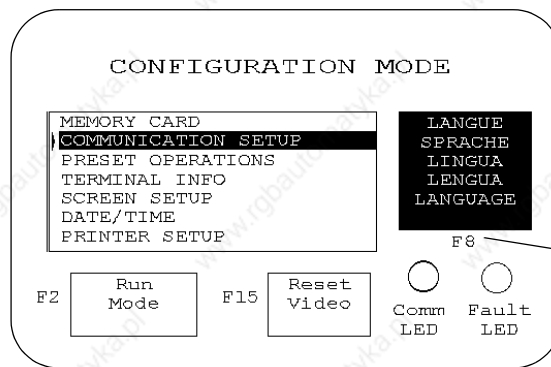 CONFIGURATION MODE
MEMORY CARD
COMMUNICATION SETUP
PRESET OPERATIONS
TERMINAL INFO
SCREEN SETUP
DATE/TIME
PRINTER SETUP
LANGUE
SPRACHE
LINGUA
LENGUA
LANGUAGE
F8
F2
Run
Mode
F15
Reset
Video
Comm
LED
Fault
LED